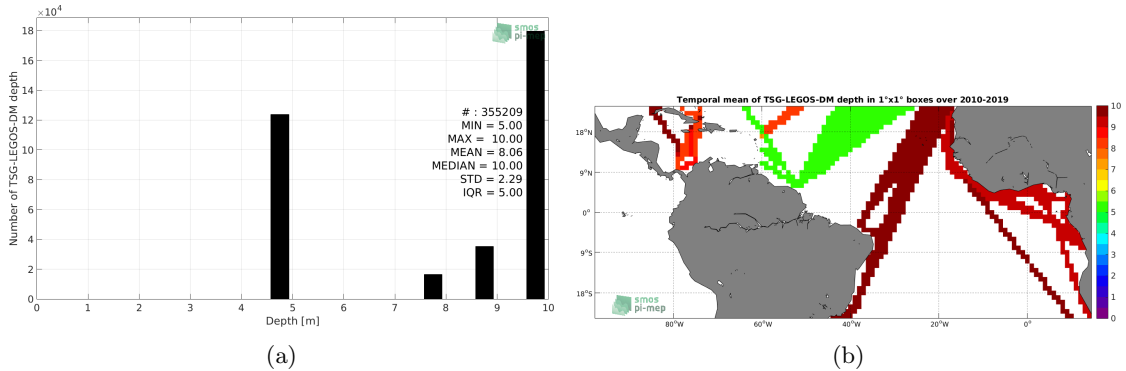 ×10⁴
smos
pi-mep
18
16
14
12
10
8
6
4
2
0
Number of TSG-LEGOS-DM depth
# : 355209
MIN = 5.00
MAX = 10.00
MEAN = 8.06
MEDIAN = 10.00
STD = 2.29
IQR = 5.00
0 1 2 3 4 5 6 7 8 9 10
Depth [m]
(a)
Temporal mean of TSG-LEGOS-DM depth in 1°x1° boxes over 2010-2019
18°N
9°N
0°
9°S
18°S
80°W 60°W 40°W 20°W 0°
smos
pi-mep
10
9
8
7
6
5
4
3
2
1
0
(b)